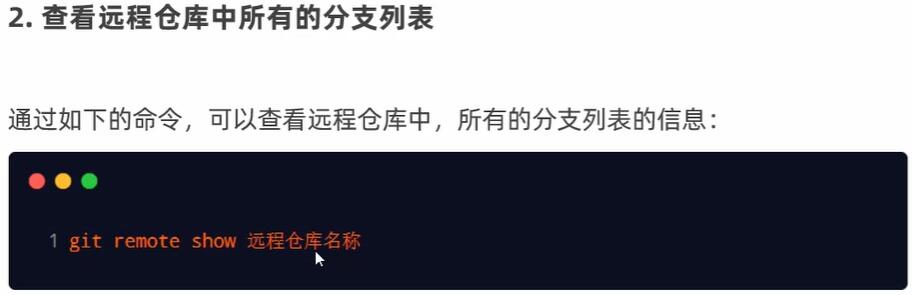 2. 查看远程仓库中所有的分支列表
通过如下的命令，可以查看远程仓库中，所有的分支列表的信息：
1 git remote show 远程仓库名称